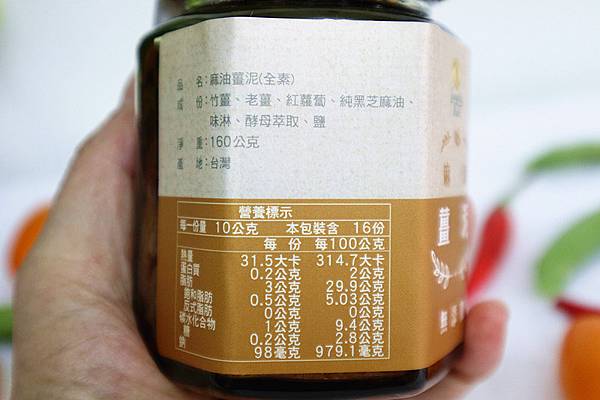 品 名：麻油薑泥(全素)
成 份：竹薑、老薑、紅蘿蔔、純黑芝麻油、
味淋、酵母萃取、鹽
淨 重：160公克
產 地：台灣
營養標示
每一份量 10公克 本包裝含 16份
每 份 每100公克
熱量 31.5大卡 314.7大卡
蛋白質 0.2公克 2公克
脂肪 3公克 29.9公克
飽和脂肪 0.5公克 5.03公克
反式脂肪 0公克 0公克
碳水化合物 1公克 9.4公克
糖 0.2公克 2.8公克
鈉 98毫克 979.1毫克
麻
薑泥
無添